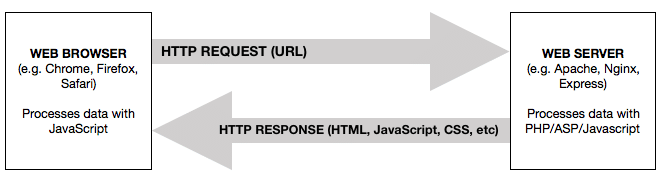 WEB BROWSER
(e.g. Chrome, Firefox,
Safari)
Processes data with
JavaScript
HTTP REQUEST (URL)
HTTP RESPONSE (HTML, JavaScript, CSS, etc)
WEB SERVER
(e.g. Apache, Nginx,
Express)
Processes data with
PHP/ASP/Javascript